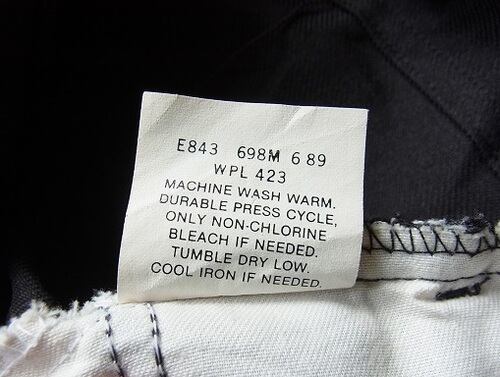 E843 698M 6 89
WPL 423
MACHINE WASH WARM.
DURABLE PRESS CYCLE,
ONLY NON-CHLORINE
BLEACH IF NEEDED.
TUMBLE DRY LOW.
COOL IRON IF NEEDED.